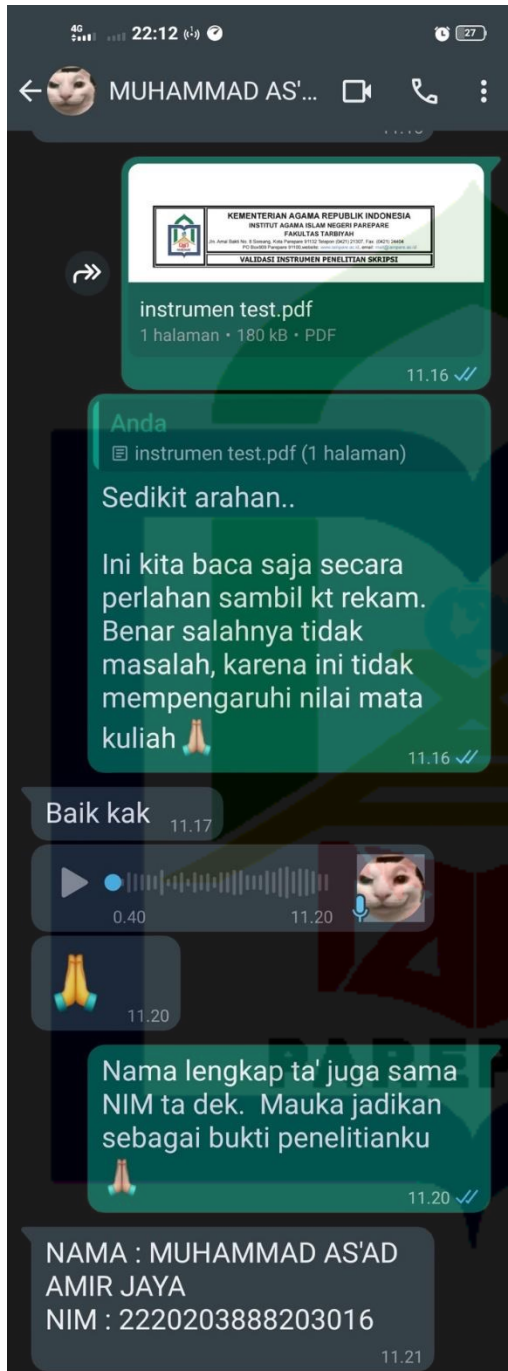 4G 22:12 27
MUHAMMAD AS'...
KEMENTERIAN AGAMA REPUBLIK INDONESIA
INSTITUT AGAMA ISLAM NEGERI PAREPARE
FAKULTAS TARBIYAH
VALIDASI INSTRUMEN PENELITIAN SKRIPSI
instrumen test.pdf
1 halaman • 180 kB • PDF
11.16
Anda
instrumen test.pdf (1 halaman)
Sedikit arahan..
Ini kita baca saja secara
perlahan sambil kt rekam.
Benar salahnya tidak
masalah, karena ini tidak
mempengaruhi nilai mata
kuliah 🙏🏼
11.16
Baik kak 11.17
0.40 11.20
🙏
11.20
Nama lengkap ta' juga sama
NIM ta dek. Mauka jadikan
sebagai bukti penelitianku
🙏🏼
11.20
NAMA : MUHAMMAD AS'AD
AMIR JAYA
NIM : 2220203888203016
11.21